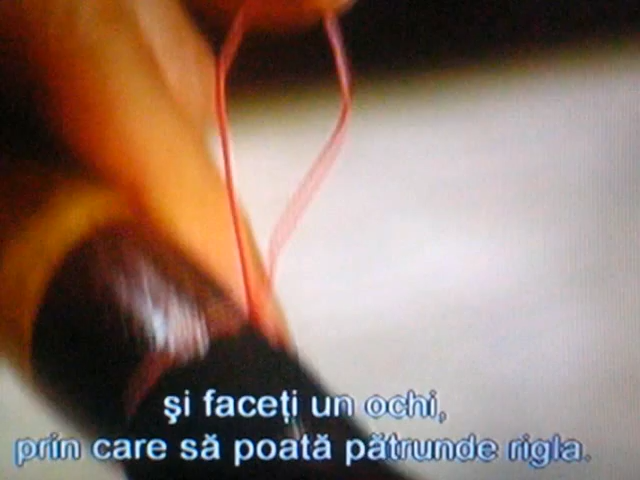 şi faceţi un ochi,
prin care să poată pătrunde rigla.